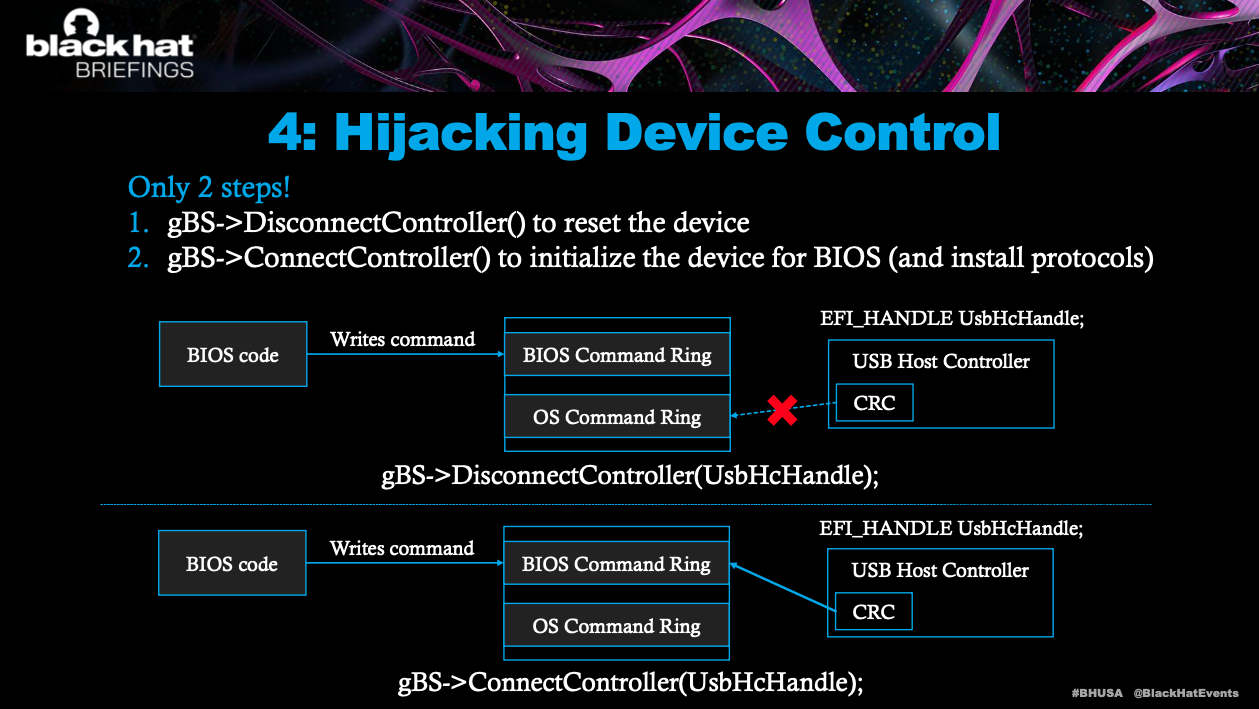 black hat
BRIEFINGS
4: Hijacking Device Control
Only 2 steps!
1. gBS->DisconnectController() to reset the device
2. gBS->ConnectController() to initialize the device for BIOS (and install protocols)
EFI_HANDLE UsbHcHandle;
BIOS code
Writes command
BIOS Command Ring
USB Host Controller
OS Command Ring
CRC
gBS->DisconnectController(UsbHcHandle);
EFI_HANDLE UsbHcHandle;
BIOS code
Writes command
BIOS Command Ring
USB Host Controller
OS Command Ring
CRC
gBS->ConnectController(UsbHcHandle);
#BHUSA @BlackHatEvents